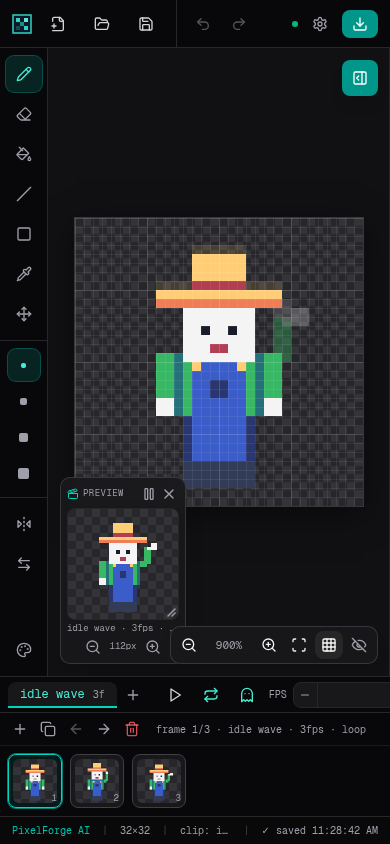 PREVIEW
idle wave · 3fps · …
112px
900%
idle wave 3f
FPS
frame 1/3 · idle wave · 3fps · loop
1
2
3
PixelForge AI | 32×32 | clip: i… | ✓ saved 11:28:42 AM